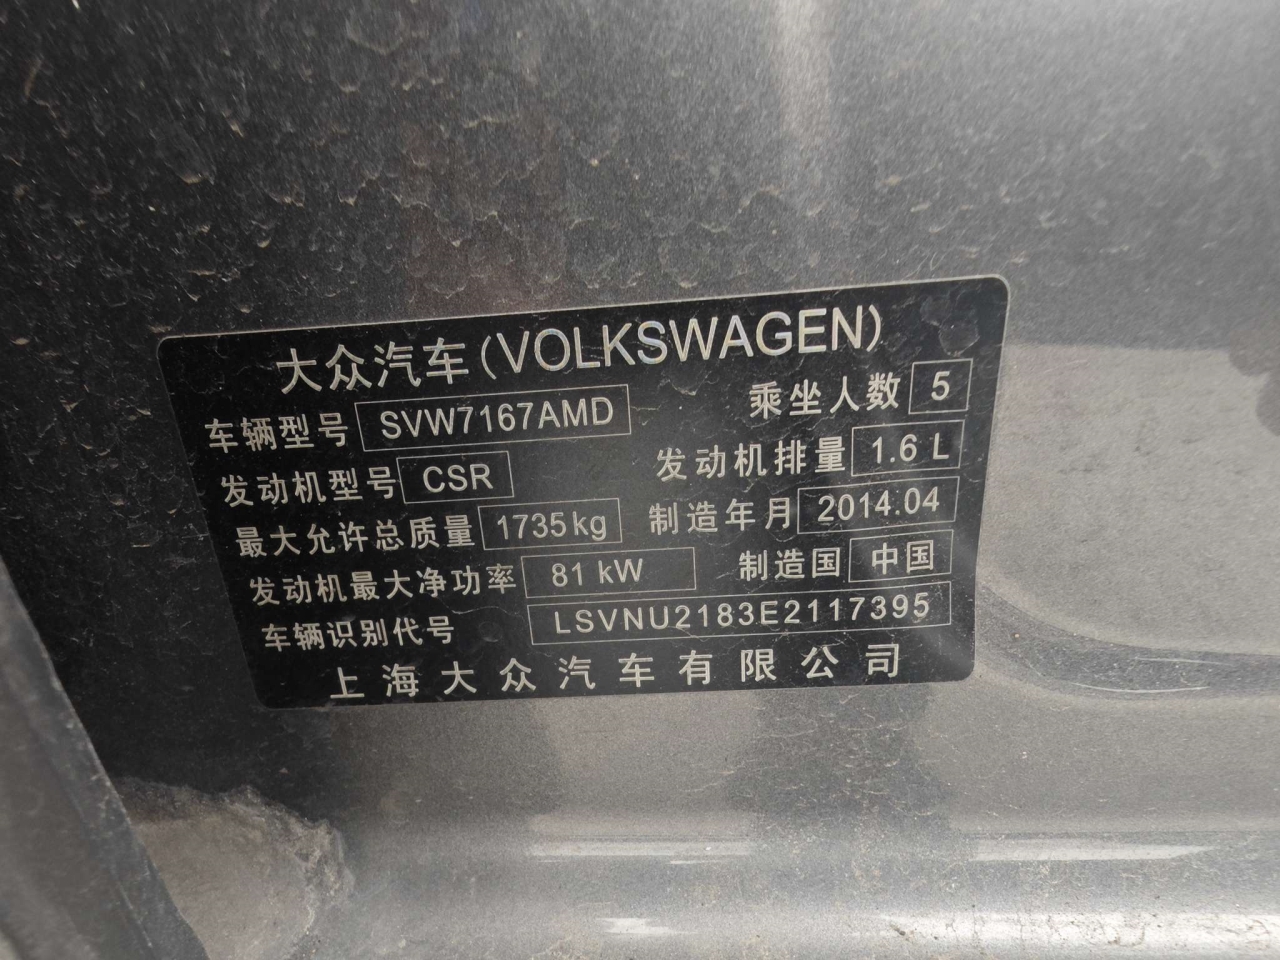 大众汽车(VOLKSWAGEN)
车辆型号 SVW7167AMD 乘坐人数 5
发动机型号 CSR 发动机排量 1.6 L
最大允许总质量 1735kg 制造年月 2014.04
发动机最大净功率 81 kW 制造国 中国
车辆识别代号 LSVNU2183E2117395
上海大众汽车有限公司